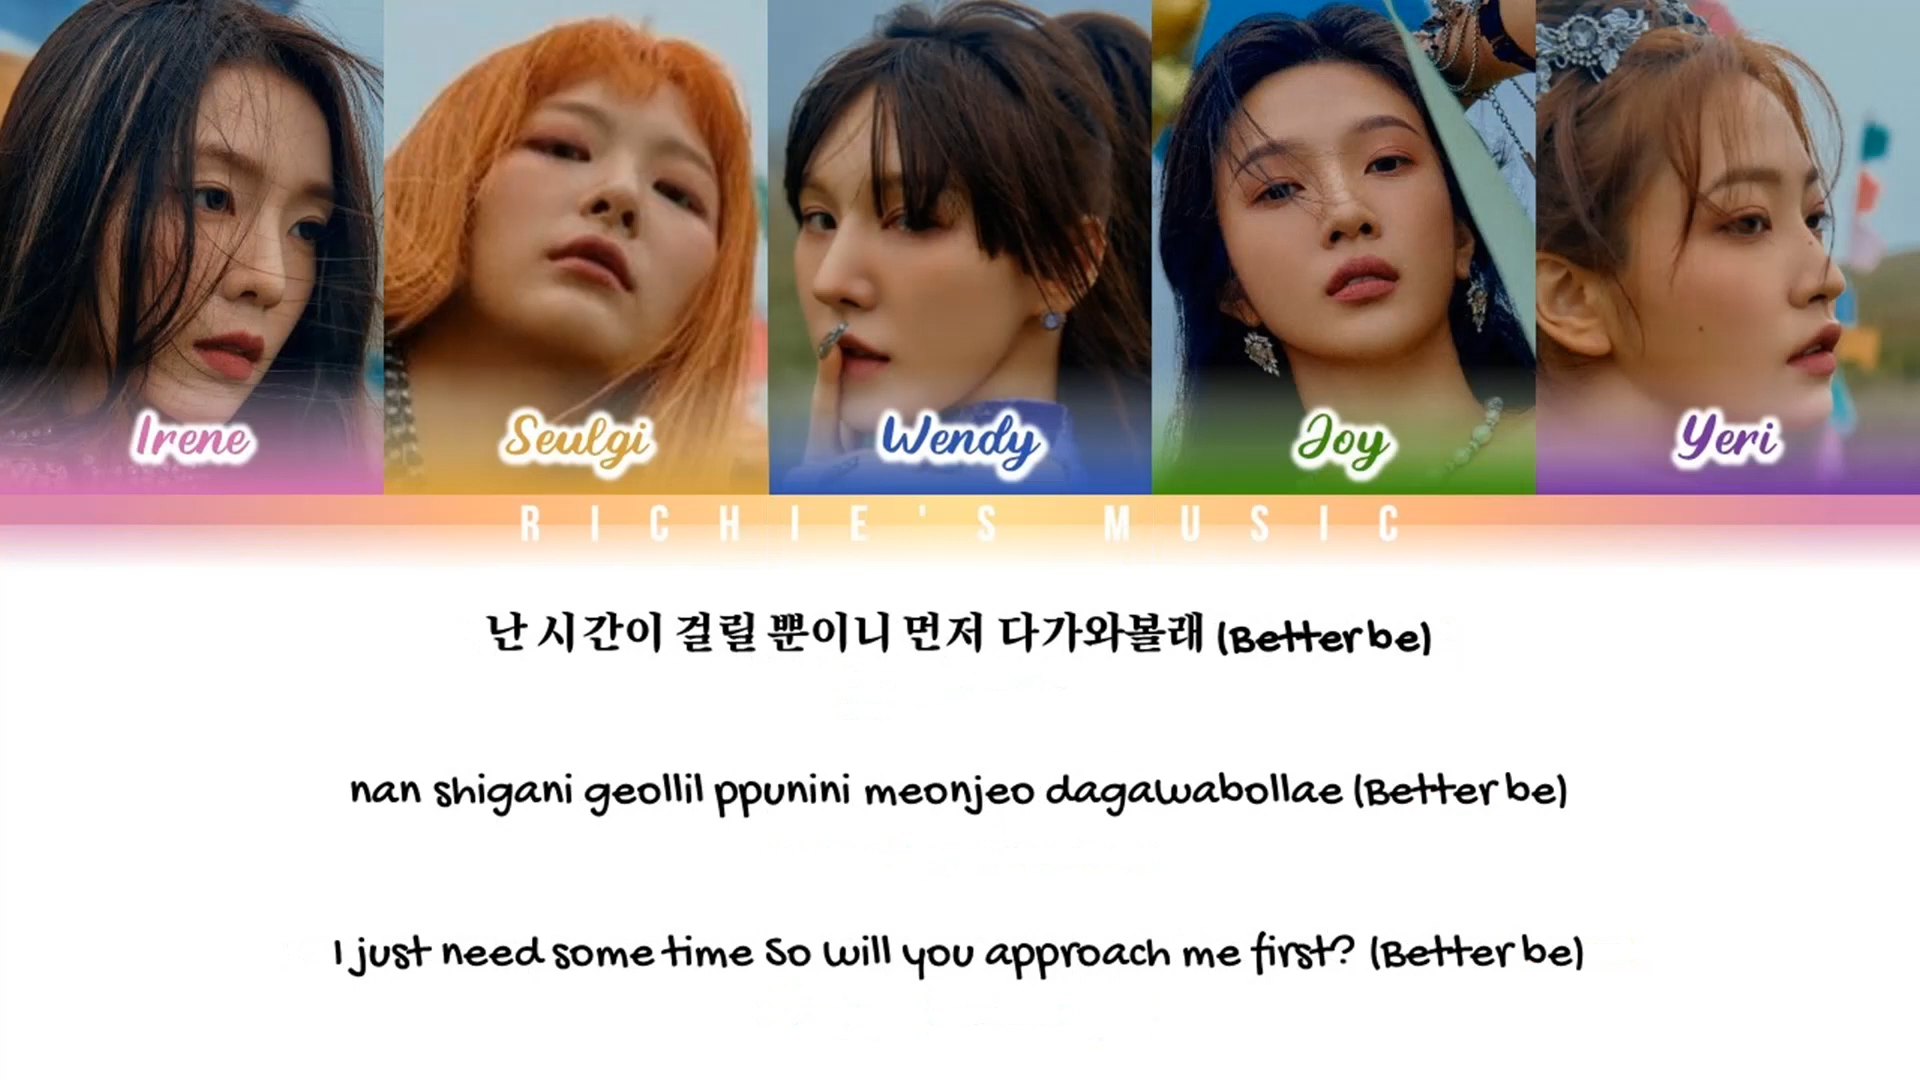 Irene
Seulgi
Wendy
Joy
Yeri
RICHIE'S MUSIC
난 시간이 걸릴 뿐이니 먼저 다가와볼래 (Better be)
nan shigani geollil ppunini meonjeo dagawabollae (Better be)
I just need some time So will you approach me first? (Better be)